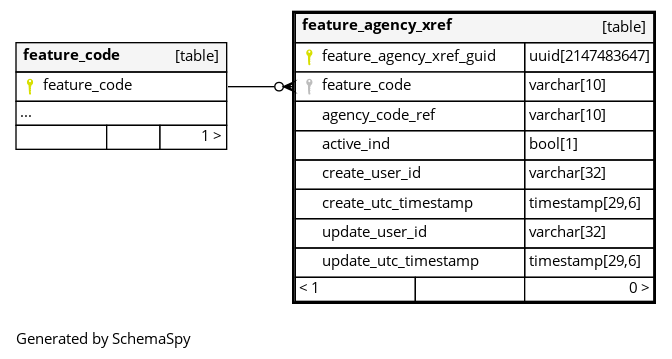 feature_code [table]
feature_code
...
1 >
feature_agency_xref [table]
feature_agency_xref_guid uuid[2147483647]
feature_code varchar[10]
agency_code_ref varchar[10]
active_ind bool[1]
create_user_id varchar[32]
create_utc_timestamp timestamp[29,6]
update_user_id varchar[32]
update_utc_timestamp timestamp[29,6]
< 1 0 >
Generated by SchemaSpy